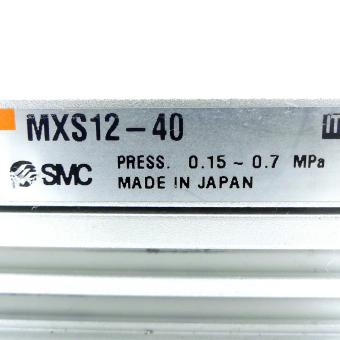 MXS12-40
SMC PRESS. 0.15 ~ 0.7 MPa
MADE IN JAPAN